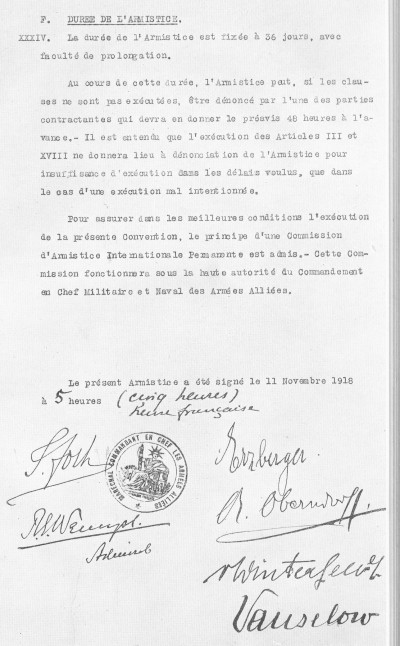 F. DUREE DE L'ARMISTICE.
XXXIV. La durée de l'Armistice est fixée à 36 jours, avec
faculté de prolongation.
Au cours de cette durée, l'Armistice peut, si les clau-
ses ne sont pas exécutées, être dénoncé par l'une des parties
contractantes qui devra en donner le préavis 48 heures à l'a-
vance.- Il est entendu que l'exécution des Articles III et
XVIII ne donnera lieu à dénonciation de l'Armistice pour
insuffisance d'exécution dans les délais voulus, que dans
le cas d'une exécution mal intentionnée.
Pour assurer dans les meilleures conditions l'exécution
de la présente Convention, le principe d'une Commission
d'Armistice Internationale Permanente est admis.- Cette Com-
mission fonctionnera sous la haute autorité du Commandement
en Chef Militaire et Naval des Armées Alliées.
Le présent Armistice a été signé le 11 Novembre 1918
à 5 heures (cinq heures)
heure française
F. Foch
MARÉCHAL COMMANDANT EN CHEF LES ARMÉES ALLIÉES
Erzberger.
R. E. Wemyss.
Admiral
A. Oberndorff.
v Winterfeldt
Vanselow